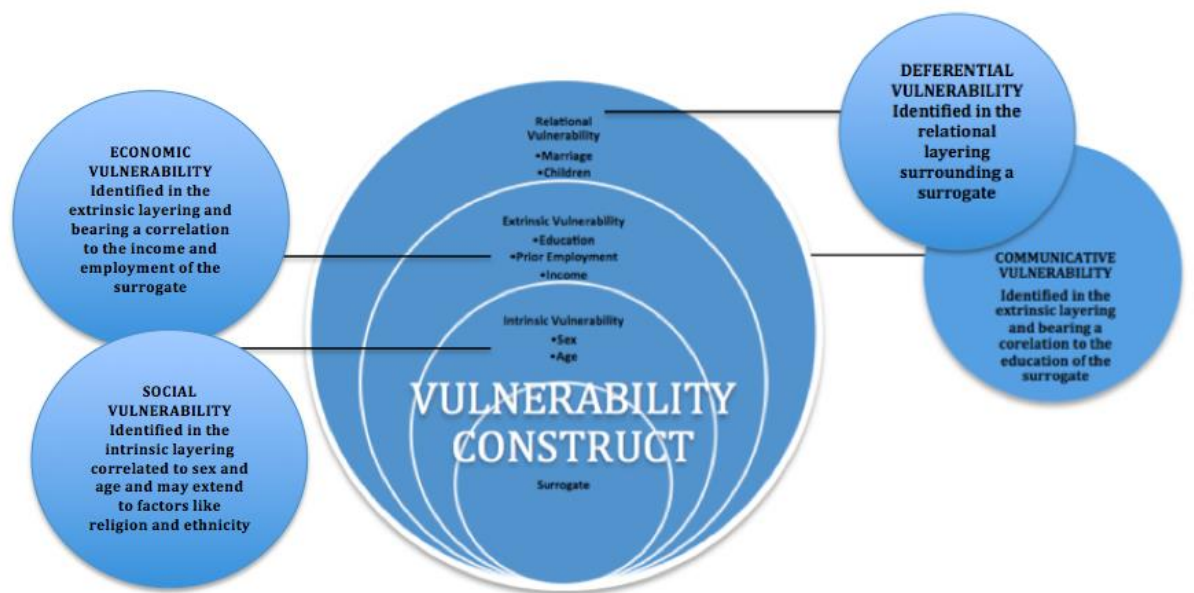 ECONOMIC
VULNERABILITY
Identified in the
extrinsic layering and
bearing a correlation
to the income and
employment of the
surrogate
SOCIAL
VULNERABILITY
Identified in the
intrinsic layering
correlated to sex and
age and may extend
to factors like
religion and ethnicity
Relational
Vulnerability
•Marriage
•Children
Extrinsic Vulnerability
•Education
•Prior Employment
•Income
Intrinsic Vulnerability
•Sex
•Age
VULNERABILITY
CONSTRUCT
Surrogate
DEFERENTIAL
VULNERABILITY
Identified in the
relational
layering
surrounding a
surrogate
COMMUNICATIVE
VULNERABILITY
Identified in the
extrinsic layering
and bearing a
corelation to the
education of the
surrogate